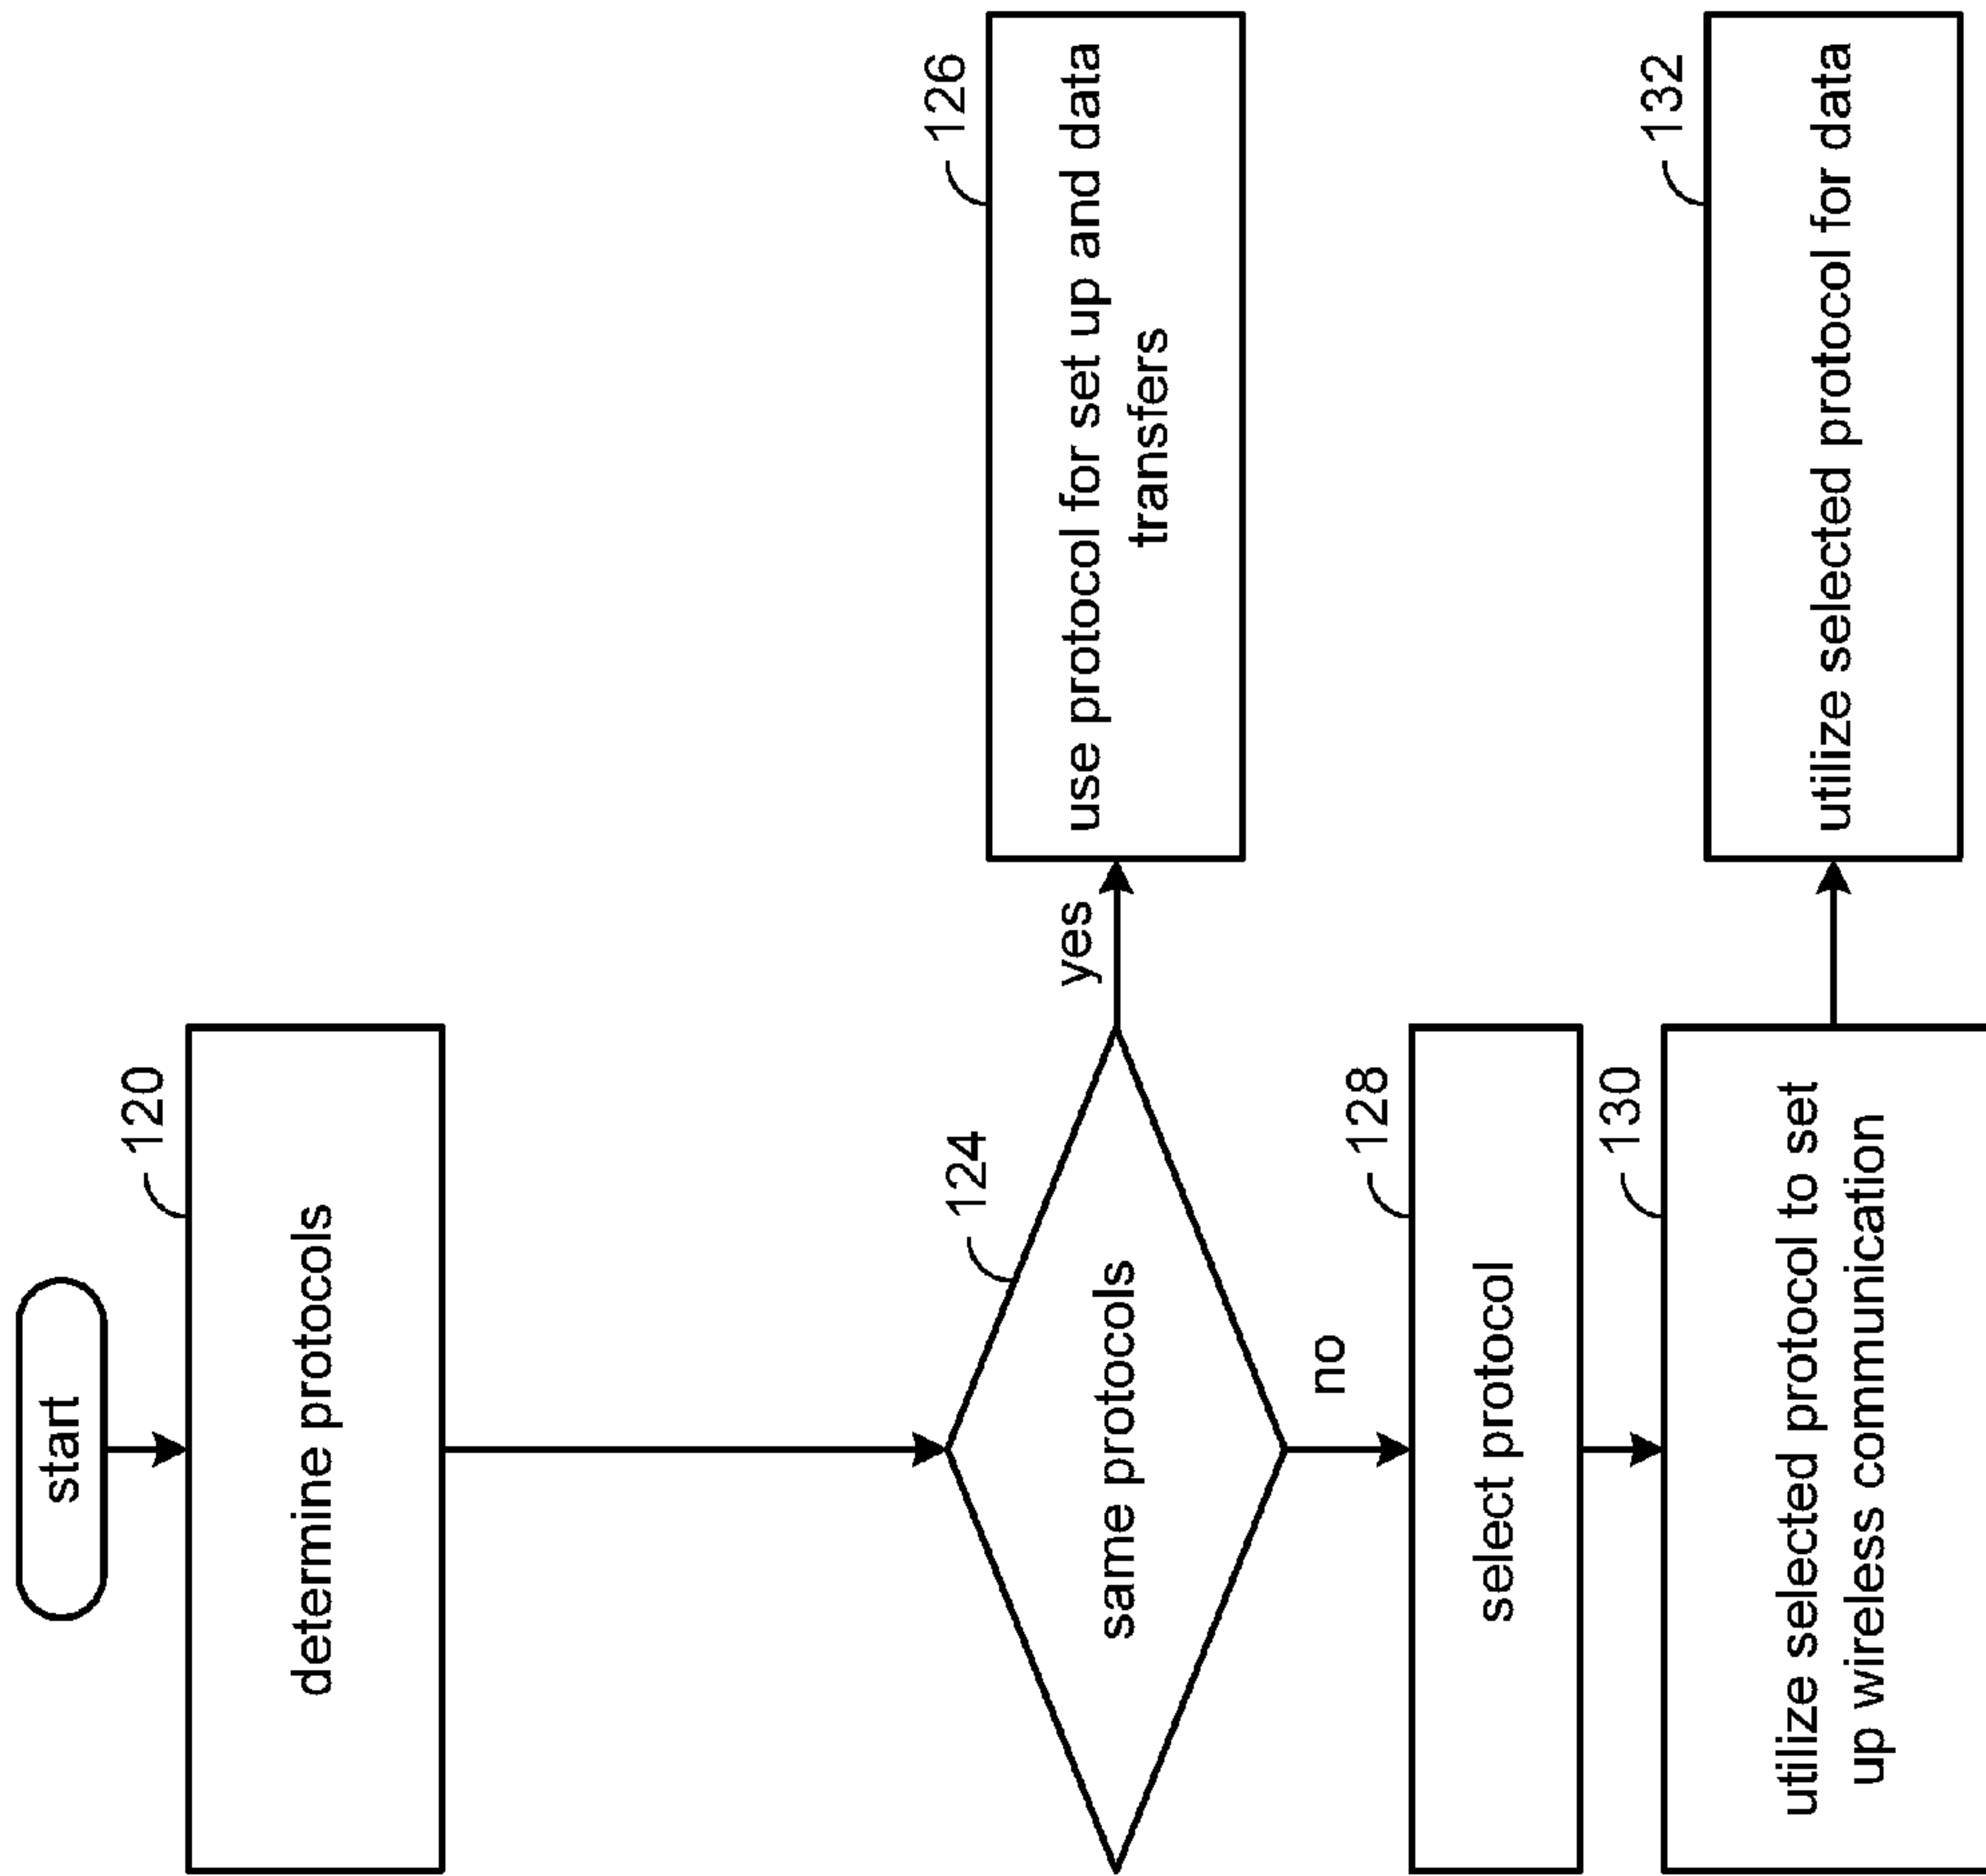 start
120
determine protocols
124
same protocols
yes
126
use protocol for set up and data
transfers
no
128
select protocol
130
utilize selected protocol to set
up wireless communication
132
utilize selected protocol for data